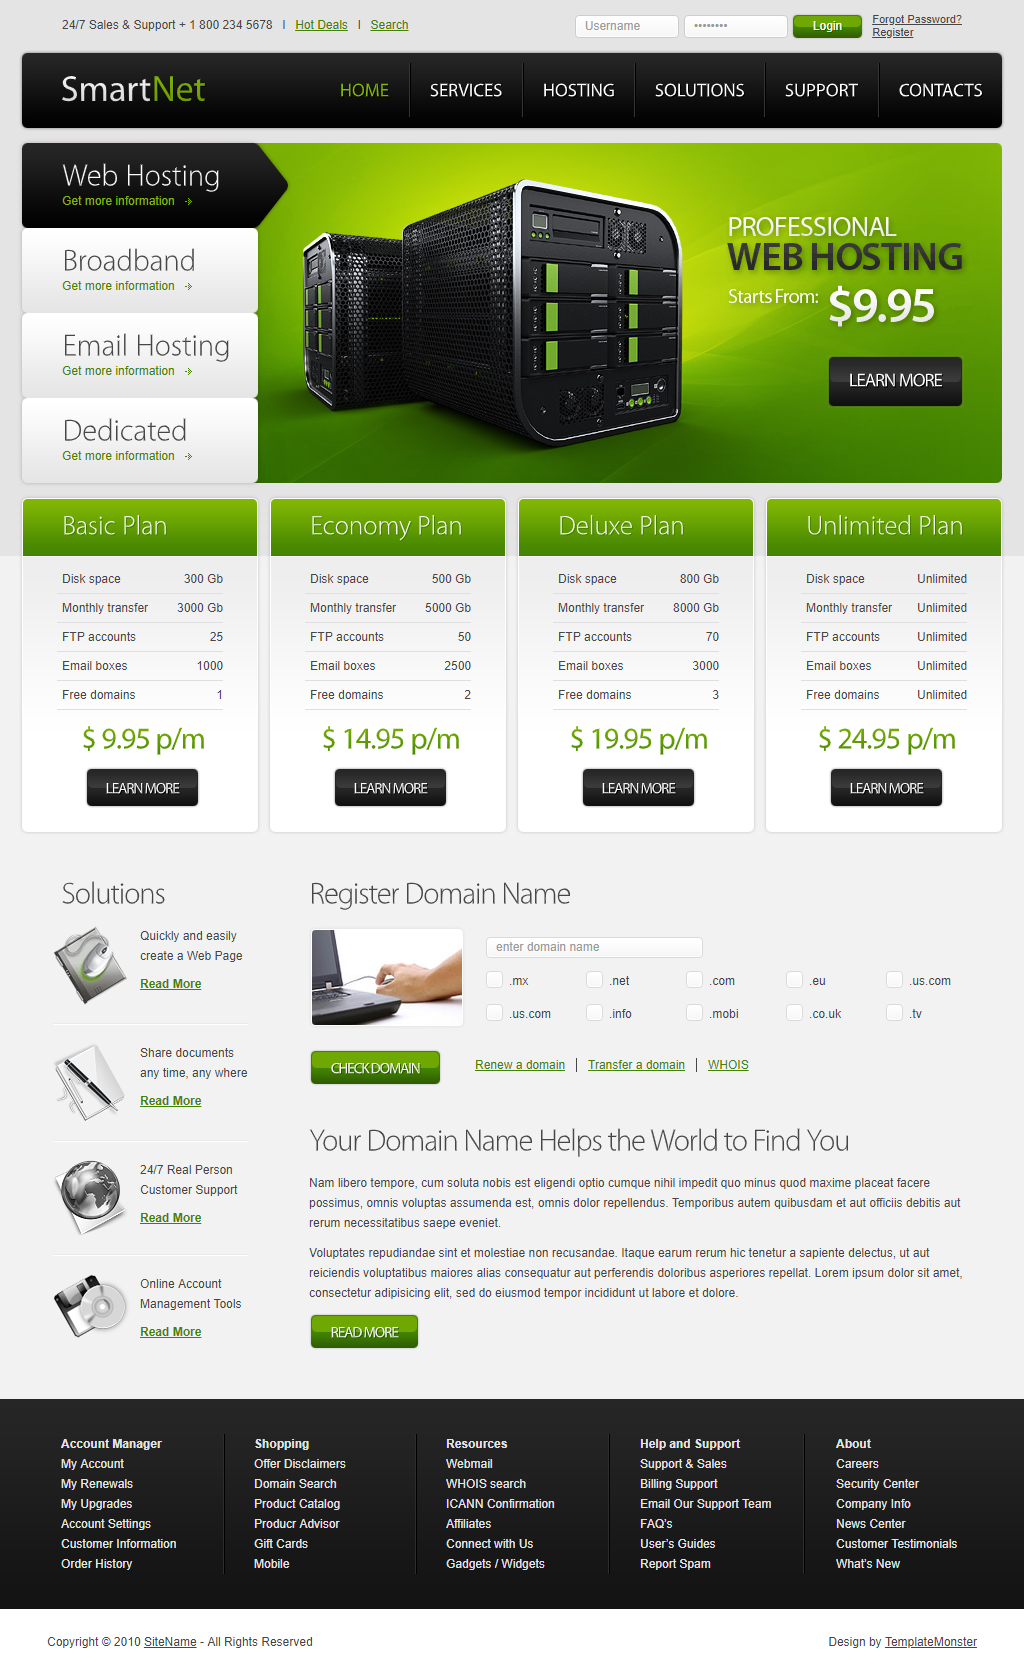 24/7 Sales & Support + 1 800 234 5678 | Hot Deals | Search
Username
••••••••
Login
Forgot Password?
Register
SmartNet
HOME SERVICES HOSTING SOLUTIONS SUPPORT CONTACTS
Web Hosting
Get more information
Broadband
Get more information
Email Hosting
Get more information
Dedicated
Get more information
PROFESSIONAL
WEB HOSTING
Starts From: $9.95
LEARN MORE
Basic Plan
Disk space 300 Gb
Monthly transfer 3000 Gb
FTP accounts 25
Email boxes 1000
Free domains 1
$ 9.95 p/m
LEARN MORE
Economy Plan
Disk space 500 Gb
Monthly transfer 5000 Gb
FTP accounts 50
Email boxes 2500
Free domains 2
$ 14.95 p/m
LEARN MORE
Deluxe Plan
Disk space 800 Gb
Monthly transfer 8000 Gb
FTP accounts 70
Email boxes 3000
Free domains 3
$ 19.95 p/m
LEARN MORE
Unlimited Plan
Disk space Unlimited
Monthly transfer Unlimited
FTP accounts Unlimited
Email boxes Unlimited
Free domains Unlimited
$ 24.95 p/m
LEARN MORE
Solutions
Quickly and easily
create a Web Page
Read More
Share documents
any time, any where
Read More
24/7 Real Person
Customer Support
Read More
Online Account
Management Tools
Read More
Register Domain Name
enter domain name
.mx .net .com .eu .us.com
.us.com .info .mobi .co.uk .tv
CHECK DOMAIN
Renew a domain | Transfer a domain | WHOIS
Your Domain Name Helps the World to Find You
Nam libero tempore, cum soluta nobis est eligendi optio cumque nihil impedit quo minus quod maxime placeat facere
possimus, omnis voluptas assumenda est, omnis dolor repellendus. Temporibus autem quibusdam et aut officiis debitis aut
rerum necessitatibus saepe eveniet.
Voluptates repudiandae sint et molestiae non recusandae. Itaque earum rerum hic tenetur a sapiente delectus, ut aut
reiciendis voluptatibus maiores alias consequatur aut perferendis doloribus asperiores repellat. Lorem ipsum dolor sit amet,
consectetur adipisicing elit, sed do eiusmod tempor incididunt ut labore et dolore.
READ MORE
Account Manager
My Account
My Renewals
My Upgrades
Account Settings
Customer Information
Order History
Shopping
Offer Disclaimers
Domain Search
Product Catalog
Producr Advisor
Gift Cards
Mobile
Resources
Webmail
WHOIS search
ICANN Confirmation
Affiliates
Connect with Us
Gadgets / Widgets
Help and Support
Support & Sales
Billing Support
Email Our Support Team
FAQ's
User's Guides
Report Spam
About
Careers
Security Center
Company Info
News Center
Customer Testimonials
What's New
Copyright © 2010 SiteName - All Rights Reserved
Design by TemplateMonster